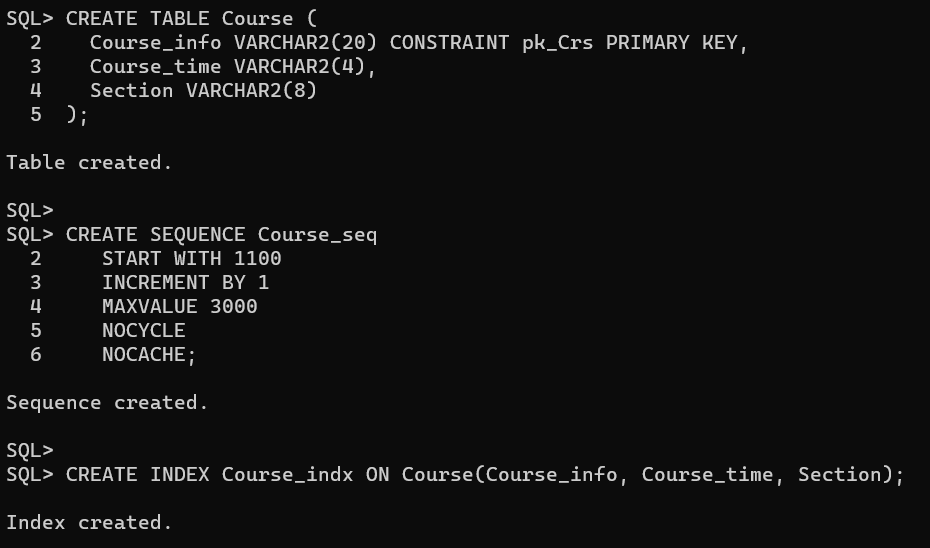 SQL> CREATE TABLE Course (
  2    Course_info VARCHAR2(20) CONSTRAINT pk_Crs PRIMARY KEY,
  3    Course_time VARCHAR2(4),
  4    Section VARCHAR2(8)
  5  );
Table created.
SQL>
SQL> CREATE SEQUENCE Course_seq
  2     START WITH 1100
  3     INCREMENT BY 1
  4     MAXVALUE 3000
  5     NOCYCLE
  6     NOCACHE;
Sequence created.
SQL>
SQL> CREATE INDEX Course_indx ON Course(Course_info, Course_time, Section);
Index created.